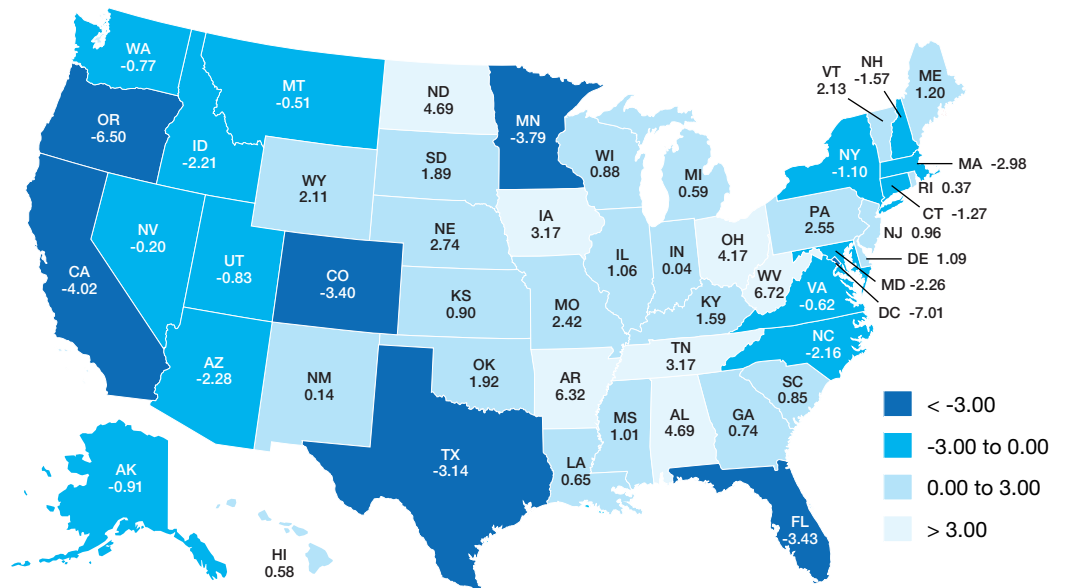 WA
-0.77
OR
-6.50
CA
-4.02
NV
-0.20
ID
-2.21
MT
-0.51
WY
2.11
UT
-0.83
CO
-3.40
AZ
-2.28
NM
0.14
ND
4.69
SD
1.89
NE
2.74
KS
0.90
OK
1.92
TX
-3.14
MN
-3.79
IA
3.17
MO
2.42
AR
6.32
LA
0.65
WI
0.88
IL
1.06
MI
0.59
IN
0.04
OH
4.17
KY
1.59
TN
3.17
MS
1.01
AL
4.69
GA
0.74
FL
-3.43
SC
0.85
NC
-2.16
VA
-0.62
WV
6.72
PA
2.55
NY
-1.10
VT
2.13
NH
-1.57
ME
1.20
MA -2.98
RI 0.37
CT -1.27
NJ 0.96
DE 1.09
MD -2.26
DC -7.01
AK
-0.91
HI
0.58
< -3.00
-3.00 to 0.00
0.00 to 3.00
> 3.00